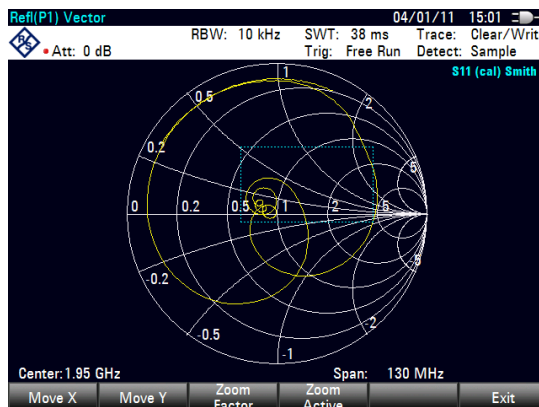 Refl(P1) Vector 04/01/11 15:01
RBW: 10 kHz SWT: 38 ms Trace: Clear/Writ
Att: 0 dB Trig: Free Run Detect: Sample
S11 (cal) Smith
1
0.5 2
0.2 5
0 0.2 0.5 1 2 5
-0.2 -5
-0.5 -2
-1
Center: 1.95 GHz Span: 130 MHz
Move X Move Y Zoom Factor Zoom Active Exit